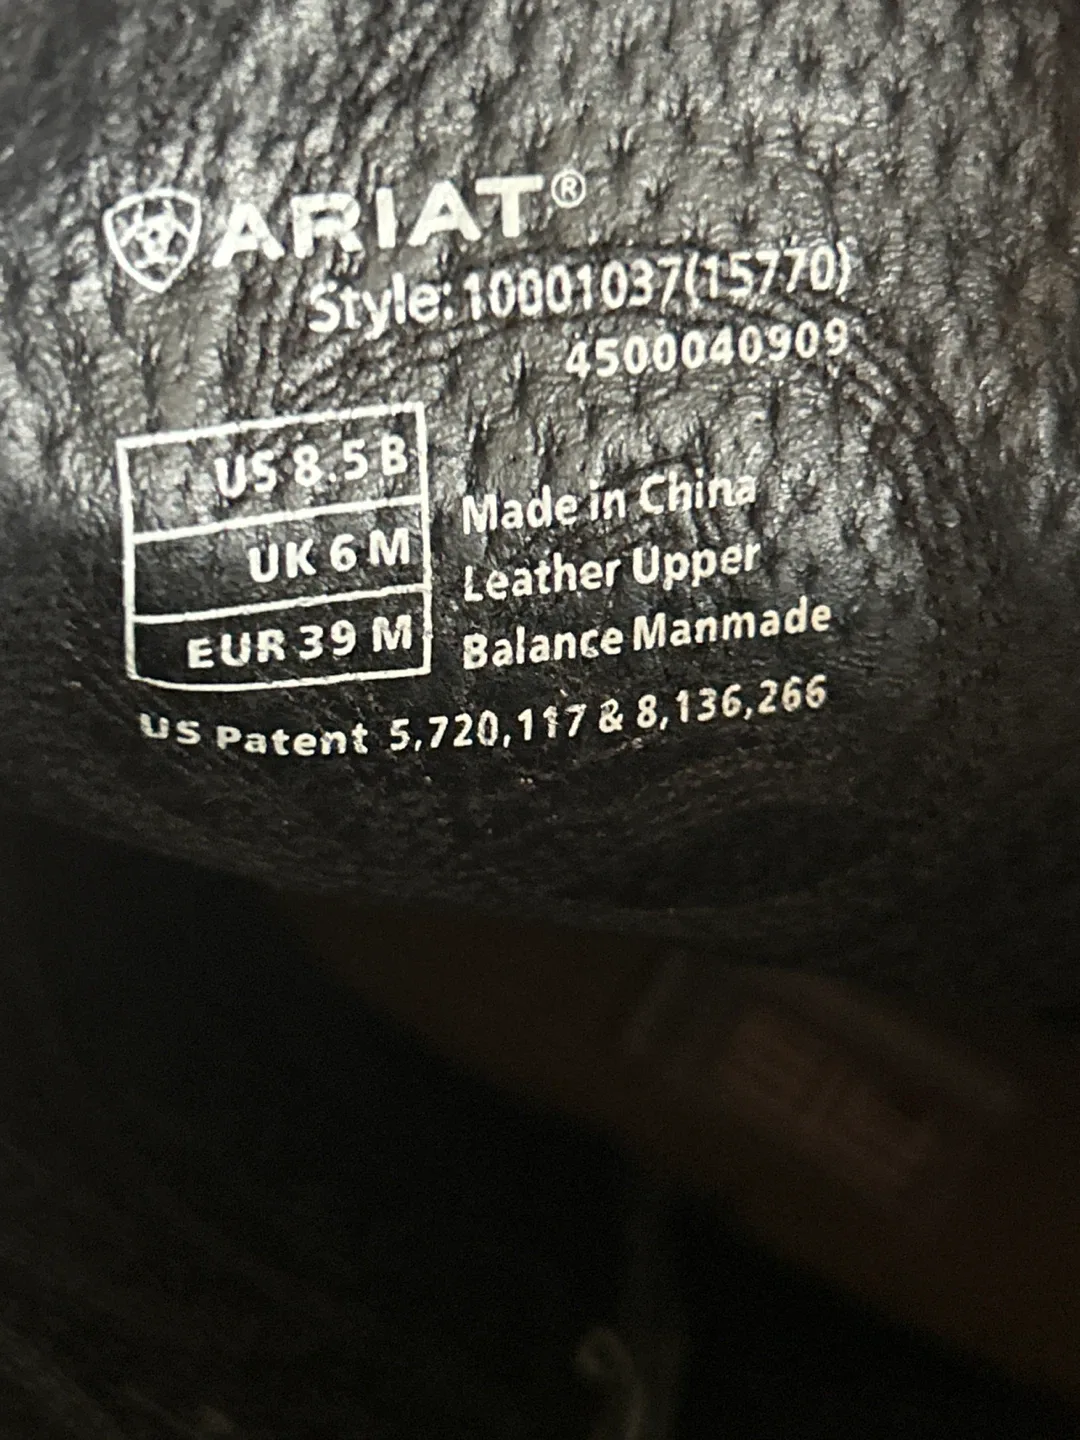 ARIAT®
Style: 10001037(15770)
4500040909
US 8.5 B
UK 6 M
EUR 39 M
Made in China
Leather Upper
Balance Manmade
US Patent 5,720,117 & 8,136,266